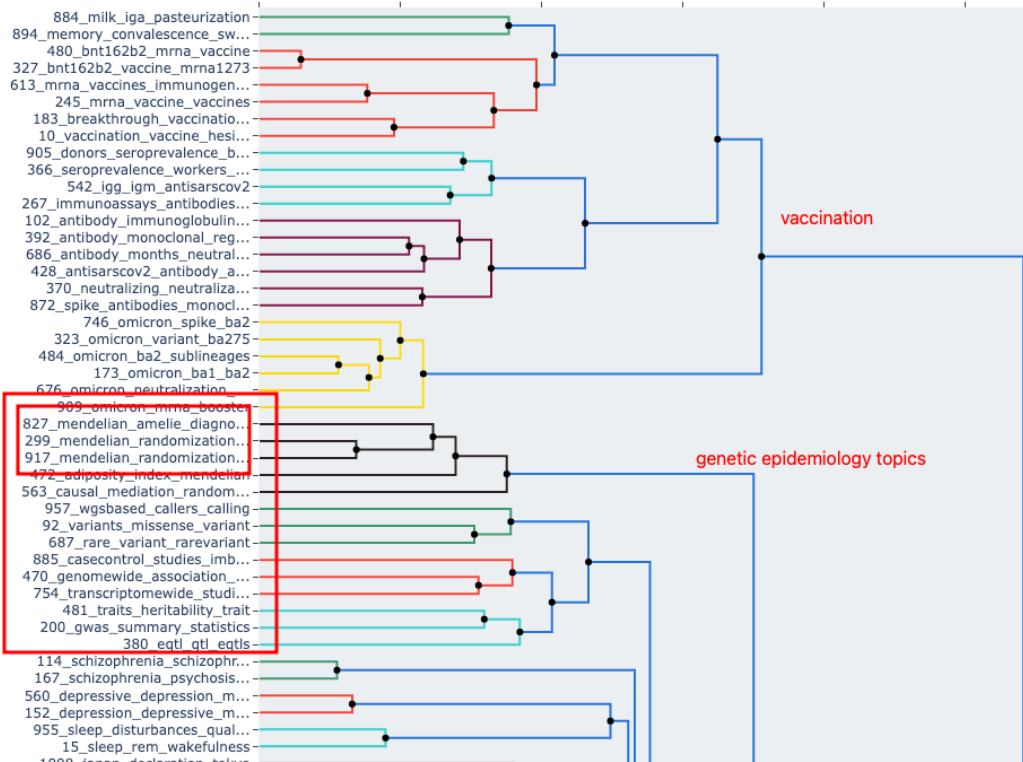 884_milk_iga_pasteurization
894_memory_convalescence_sw...
480_bnt162b2_mrna_vaccine
327_bnt162b2_vaccine_mrna1273
613_mrna_vaccines_immunogen...
245_mrna_vaccine_vaccines
183_breakthrough_vaccinatio...
10_vaccination_vaccine_hesi...
905_donors_seroprevalence_b...
366_seroprevalence_workers_...
542_igg_igm_antisarscov2
267_immunoassays_antibodies...
102_antibody_immunoglobulin...
392_antibody_monoclonal_reg...
686_antibody_months_neutral...
428_antisarscov2_antibody_a...
370_neutralizing_neutraliza...
872_spike_antibodies_monocl...
vaccination
746_omicron_spike_ba2
323_omicron_variant_ba275
484_omicron_ba2_sublineages
173_omicron_ba1_ba2
676_omicron_neutralization_
909_omicron_mrna_booster
827_mendelian_amelie_diagno...
299_mendelian_randomization...
917_mendelian_randomization...
genetic epidemiology topics
472_adiposity_index_mendelian
563_causal_mediation_random...
957_wgsbased_callers_calling
92_variants_missense_variant
687_rare_variant_rarevariant
885_casecontrol_studies_imb...
470_genomewide_association_...
754_transcriptomewide_studi...
481_traits_heritability_trait
200_gwas_summary_statistics
380_eqtl_qtl_eqtls
114_schizophrenia_schizophr...
167_schizophrenia_psychosis...
560_depressive_depression_m...
152_depression_depressive_m...
955_sleep_disturbances_qual...
15_sleep_rem_wakefulness